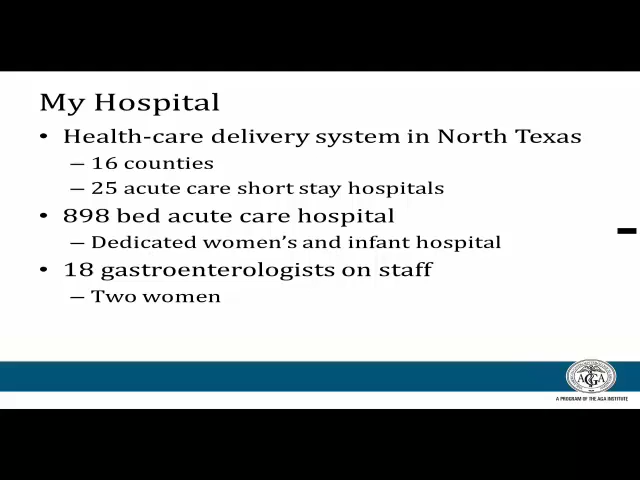 My Hospital
• Health-care delivery system in North Texas
– 16 counties
– 25 acute care short stay hospitals
• 898 bed acute care hospital
– Dedicated women's and infant hospital
• 18 gastroenterologists on staff
– Two women
AGA
A PROGRAM OF THE AGA INSTITUTE